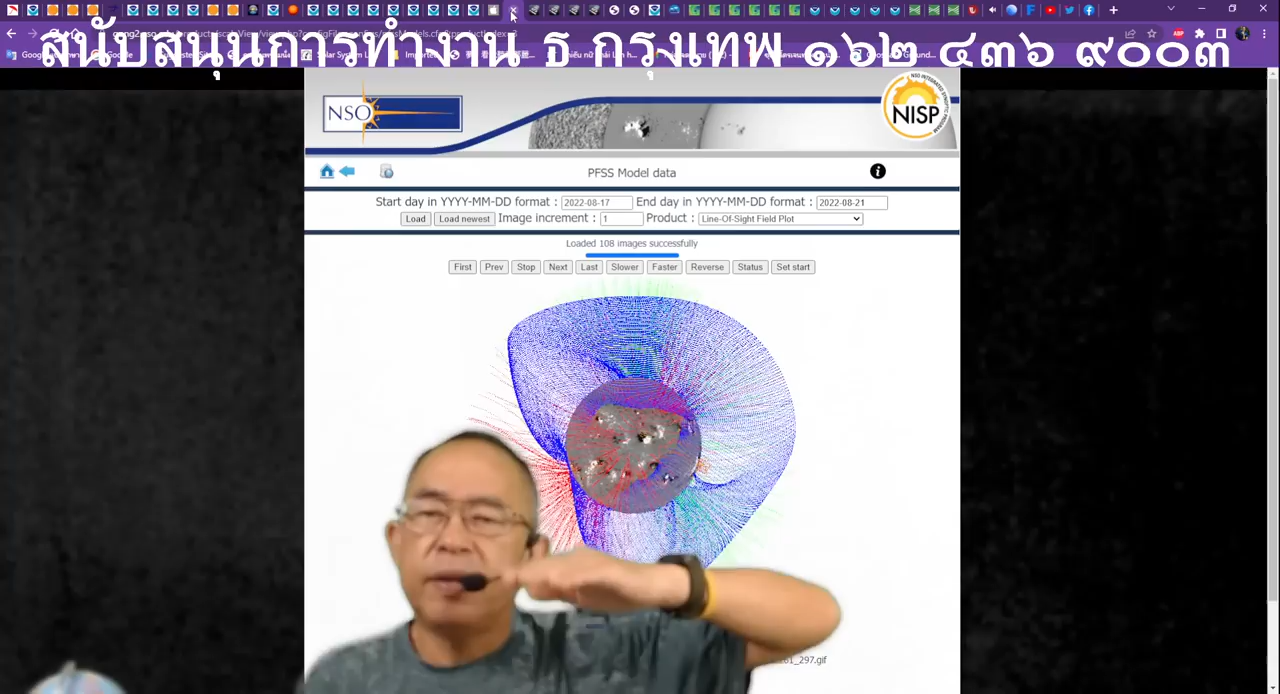 สนับสนุนการทำงาน ธ.กรุงเทพ ๑๖๒ ๔๓๖ ๙๐๐๓
NSO
NSO INTEGRATED SYNOPTIC PROGRAM
NISP
PFSS Model data
Start day in YYYY-MM-DD format : 2022-08-17 End day in YYYY-MM-DD format : 2022-08-21
Load Load newest Image increment : 1 Product : Line-Of-Sight Field Plot
Loaded 108 images successfully
First Prev Stop Next Last Slower Faster Reverse Status Set start